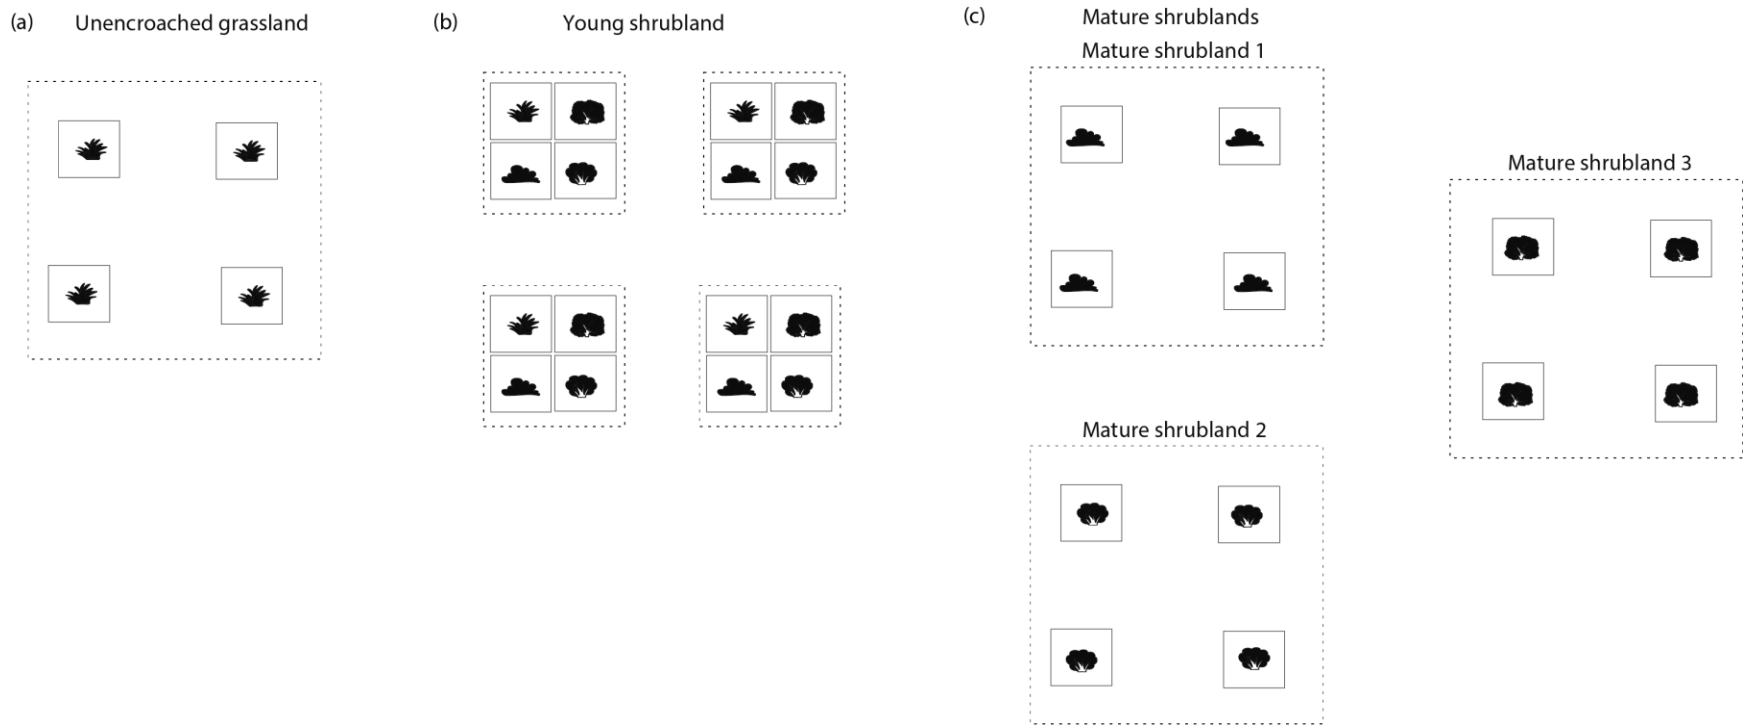 (a) Unencroached grassland
(b) Young shrubland
(c) Mature shrublands
Mature shrubland 1
Mature shrubland 3
Mature shrubland 2